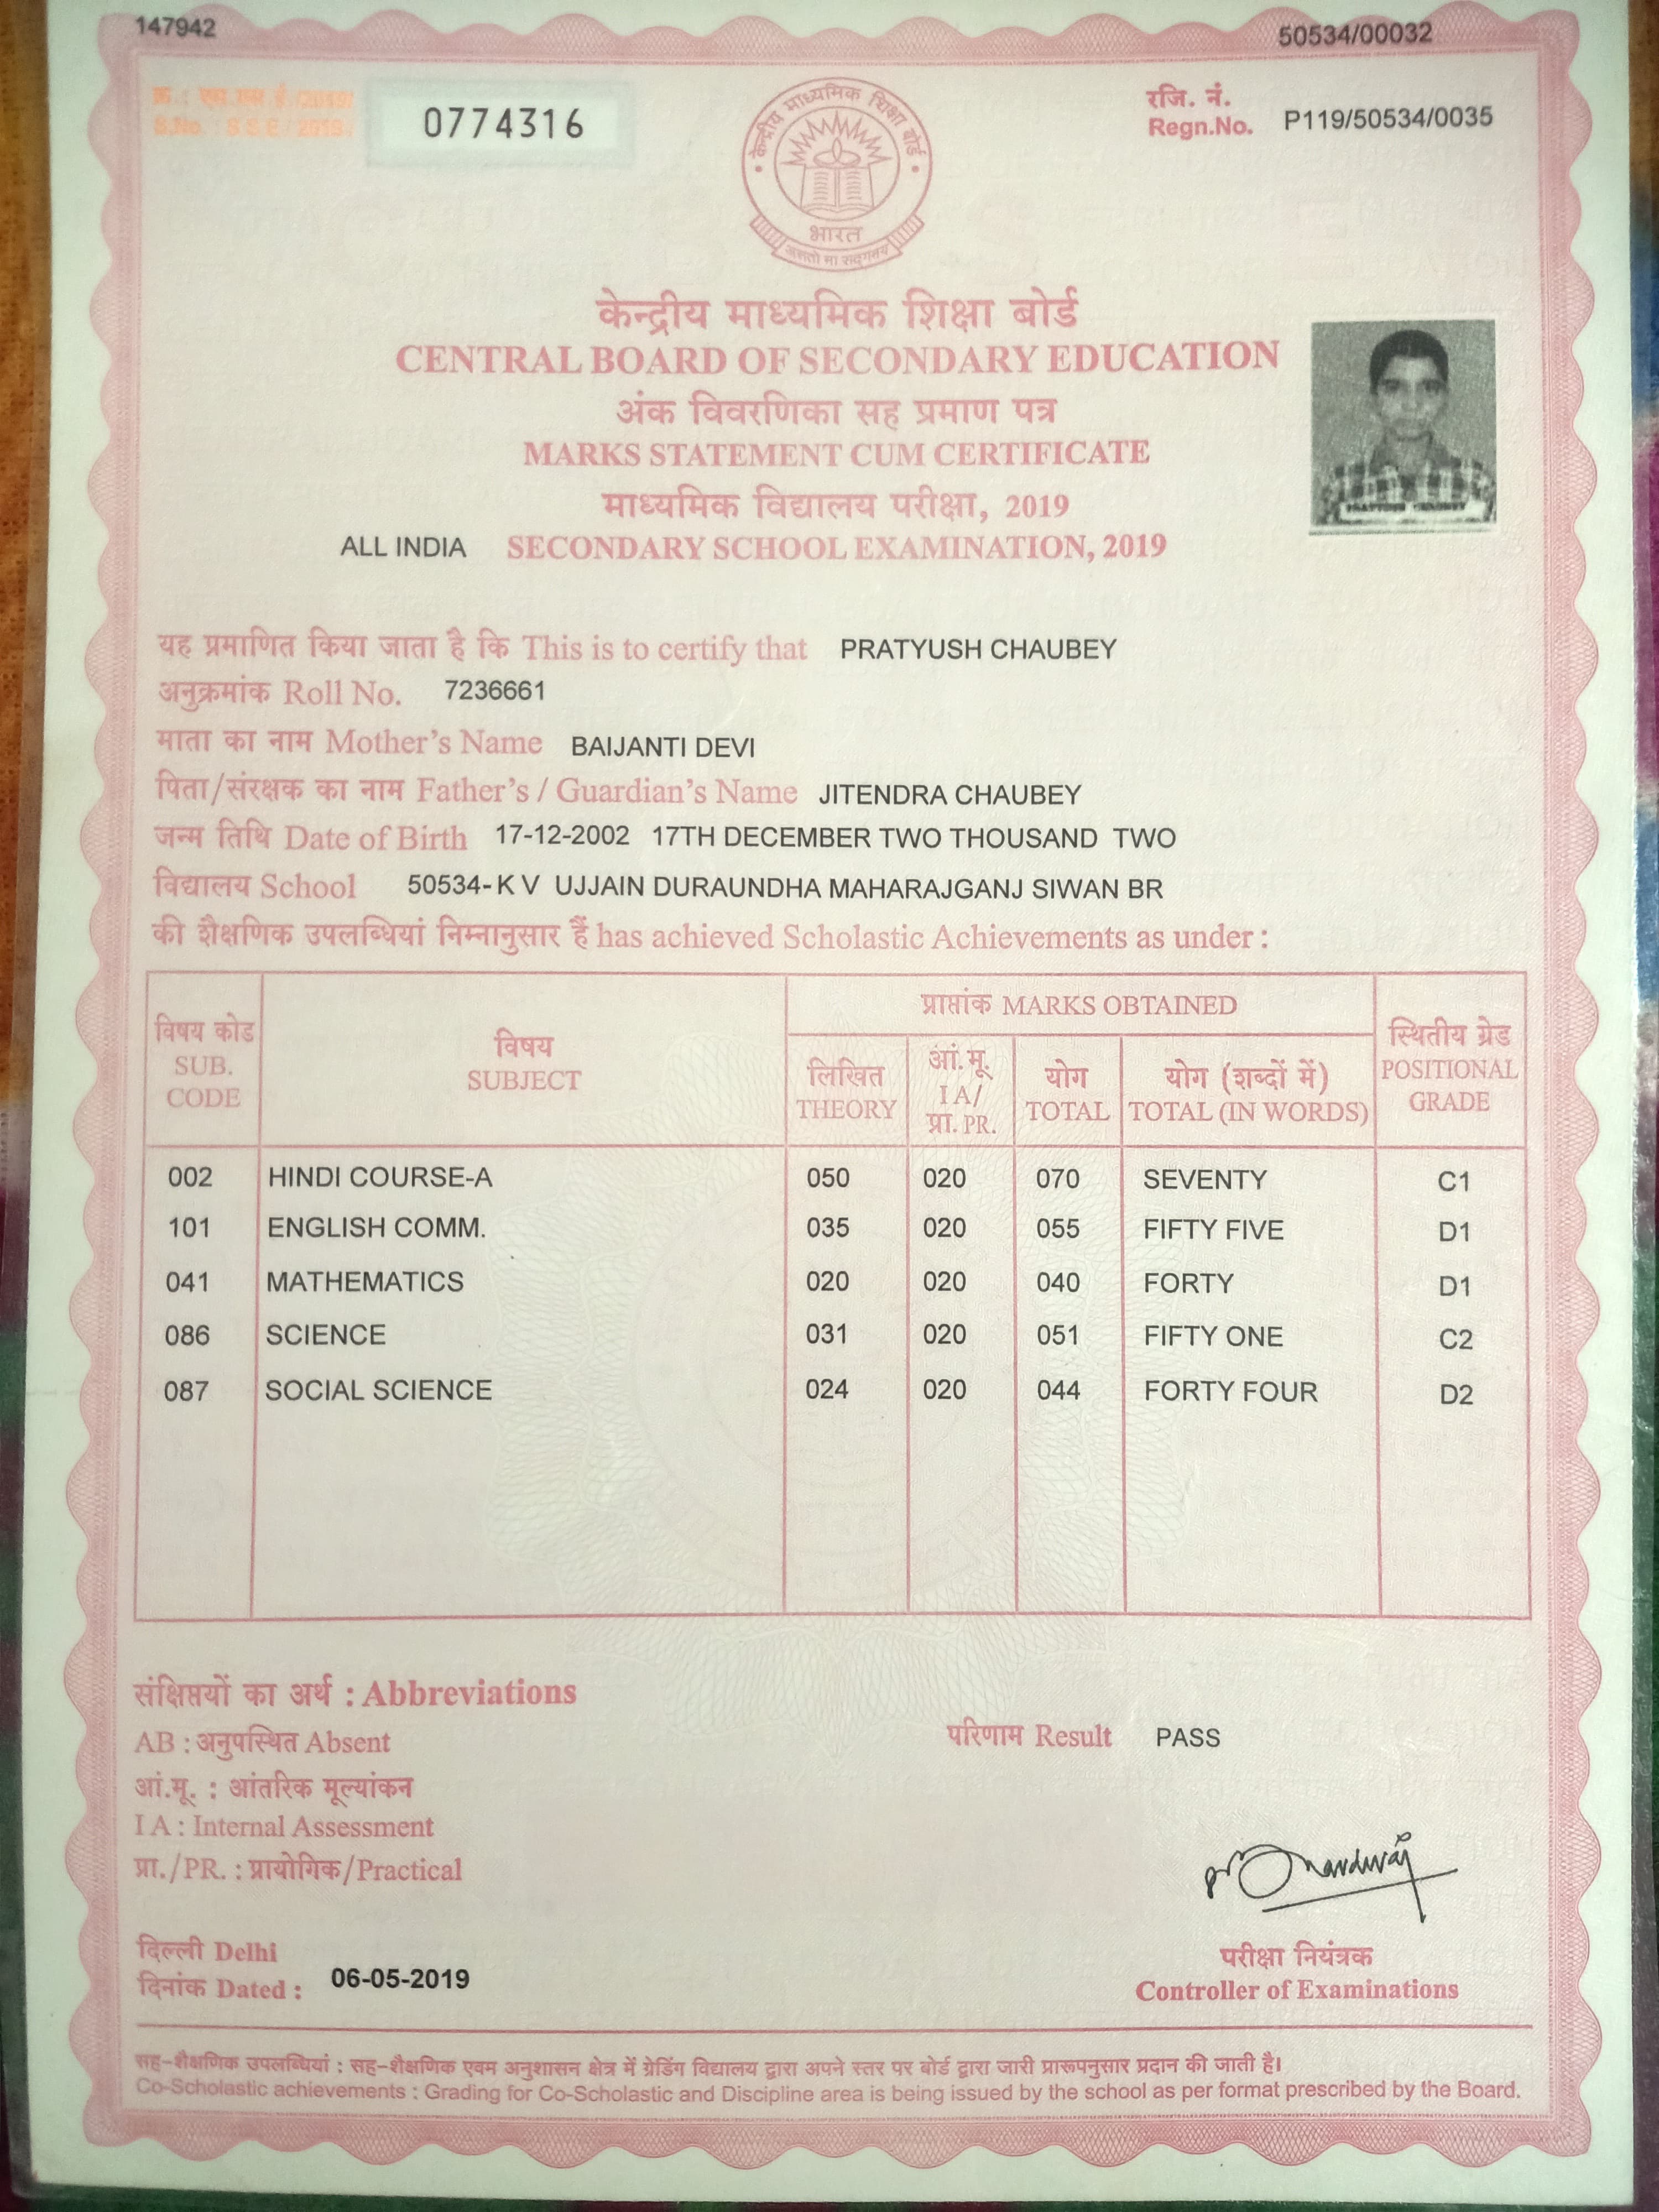 147942
50534/00032
क्र.: एस एस ई/2019/
S.No. : S S E / 2019 /
0774316
रजि. नं.
Regn.No. P119/50534/0035
केन्द्रीय माध्यमिक शिक्षा बोर्ड
भारत
असतो मा सद्गमय
केन्द्रीय माध्यमिक शिक्षा बोर्ड
CENTRAL BOARD OF SECONDARY EDUCATION
अंक विवरणिका सह प्रमाण पत्र
MARKS STATEMENT CUM CERTIFICATE
माध्यमिक विद्यालय परीक्षा, 2019
ALL INDIA SECONDARY SCHOOL EXAMINATION, 2019
PRATYUSH CHAUBEY
यह प्रमाणित किया जाता है कि This is to certify that PRATYUSH CHAUBEY
अनुक्रमांक Roll No. 7236661
माता का नाम Mother's Name BAIJANTI DEVI
पिता/संरक्षक का नाम Father's / Guardian's Name JITENDRA CHAUBEY
जन्म तिथि Date of Birth 17-12-2002 17TH DECEMBER TWO THOUSAND TWO
विद्यालय School 50534- K V UJJAIN DURAUNDHA MAHARAJGANJ SIWAN BR
की शैक्षणिक उपलब्धियां निम्नानुसार हैं has achieved Scholastic Achievements as under :
विषय कोड
SUB.
CODE
विषय
SUBJECT
प्राप्तांक MARKS OBTAINED
लिखित
THEORY
आं.मू.
I A/
प्रा. PR.
योग
TOTAL
योग (शब्दों में)
TOTAL (IN WORDS)
स्थितीय ग्रेड
POSITIONAL
GRADE
002 HINDI COURSE-A 050 020 070 SEVENTY C1
101 ENGLISH COMM. 035 020 055 FIFTY FIVE D1
041 MATHEMATICS 020 020 040 FORTY D1
086 SCIENCE 031 020 051 FIFTY ONE C2
087 SOCIAL SCIENCE 024 020 044 FORTY FOUR D2
संक्षिप्तयों का अर्थ : Abbreviations
AB : अनुपस्थित Absent
परिणाम Result PASS
आं.मू. : आंतरिक मूल्यांकन
I A : Internal Assessment
प्रा./PR. : प्रायोगिक/Practical
दिल्ली Delhi
दिनांक Dated : 06-05-2019
परीक्षा नियंत्रक
Controller of Examinations
सह-शैक्षणिक उपलब्धियां : सह-शैक्षणिक एवम अनुशासन क्षेत्र में ग्रेडिंग विद्यालय द्वारा अपने स्तर पर बोर्ड द्वारा जारी प्रारूपनुसार प्रदान की जाती है।
Co-Scholastic achievements : Grading for Co-Scholastic and Discipline area is being issued by the school as per format prescribed by the Board.